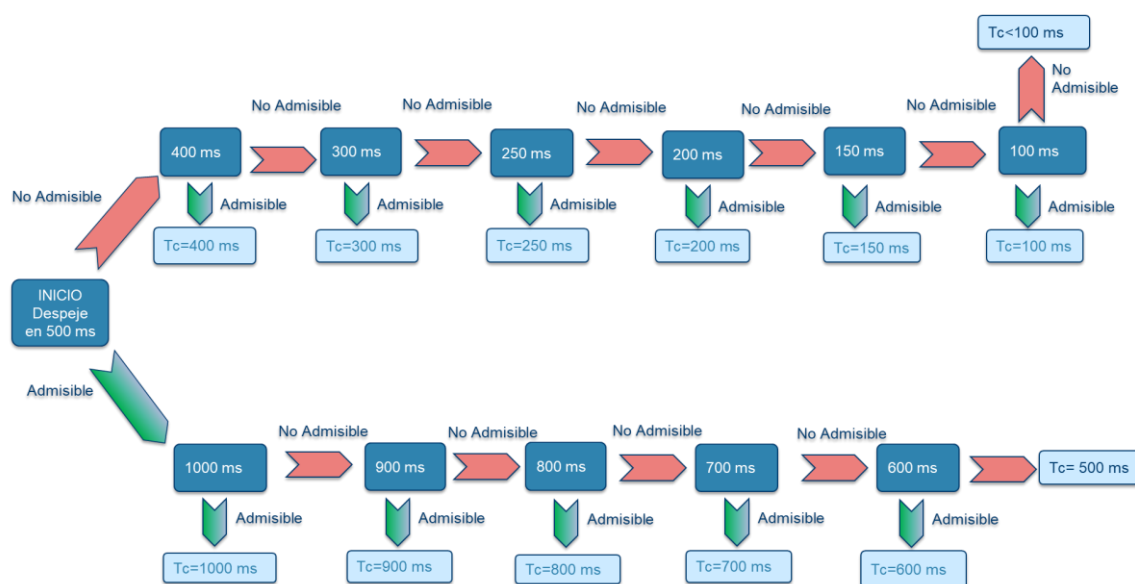 Tc<100 ms
No
Admisible
No Admisible
No Admisible
No Admisible
No Admisible
No Admisible
400 ms
300 ms
250 ms
200 ms
150 ms
100 ms
No Admisible
Admisible
Admisible
Admisible
Admisible
Admisible
Admisible
Tc=400 ms
Tc=300 ms
Tc=250 ms
Tc=200 ms
Tc=150 ms
Tc=100 ms
INICIO
Despeje
en 500 ms
Admisible
No Admisible
No Admisible
No Admisible
No Admisible
1000 ms
900 ms
800 ms
700 ms
600 ms
Tc= 500 ms
Admisible
Admisible
Admisible
Admisible
Admisible
Tc=1000 ms
Tc=900 ms
Tc=800 ms
Tc=700 ms
Tc=600 ms